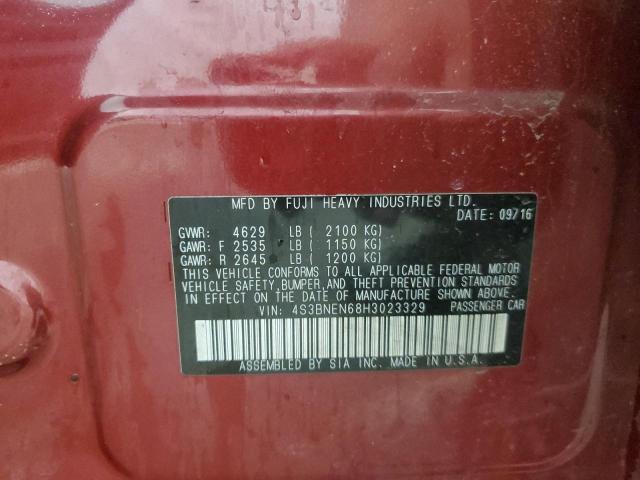 MFD BY FUJI HEAVY INDUSTRIES LTD.
DATE: 09/16
GVWR: 4629 LB ( 2100 KG)
GAWR: F 2535 LB ( 1150 KG)
GAWR: R 2645 LB ( 1200 KG)
THIS VEHICLE CONFORMS TO ALL APPLICABLE FEDERAL MOTOR
VEHICLE SAFETY, BUMPER, AND THEFT PREVENTION STANDARDS
IN EFFECT ON THE DATE OF MANUFACTURE SHOWN ABOVE.
VIN: 4S3BNEN68H3023329 PASSENGER CAR
ASSEMBLED BY SIA INC. MADE IN U.S.A.